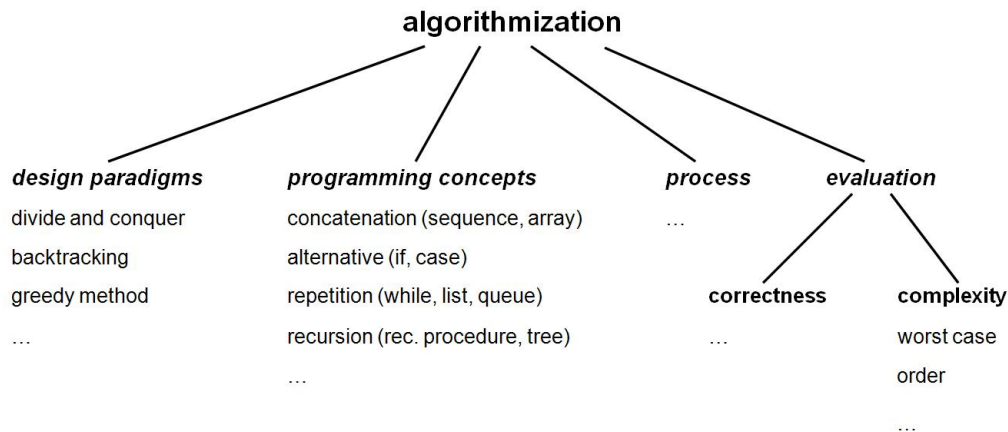 algorithmization
design paradigms
divide and conquer
backtracking
greedy method
…
programming concepts
concatenation (sequence, array)
alternative (if, case)
repetition (while, list, queue)
recursion (rec. procedure, tree)
…
process
…
evaluation
correctness
…
complexity
worst case
order
…